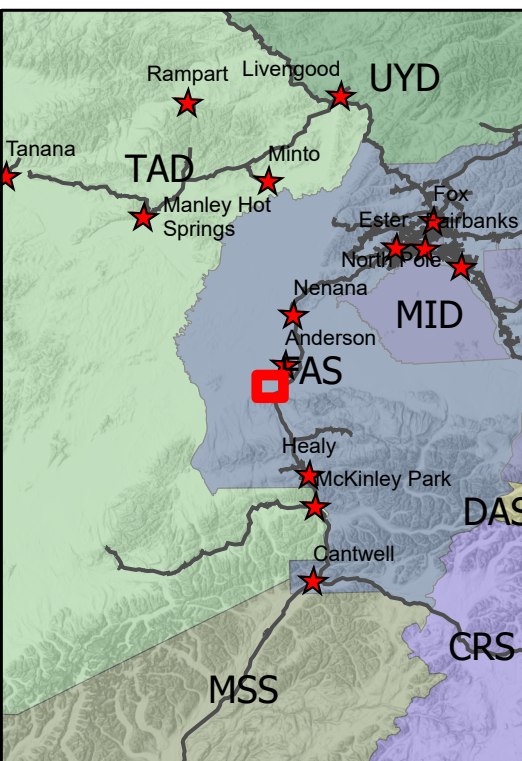 Livengood
UYD
Rampart
Tanana
TAD
Minto
Manley Hot
Springs
Fox
Ester
Fairbanks
North Pole
Nenana
MID
Anderson
FAS
Healy
McKinley Park
DAS
Cantwell
CRS
MSS